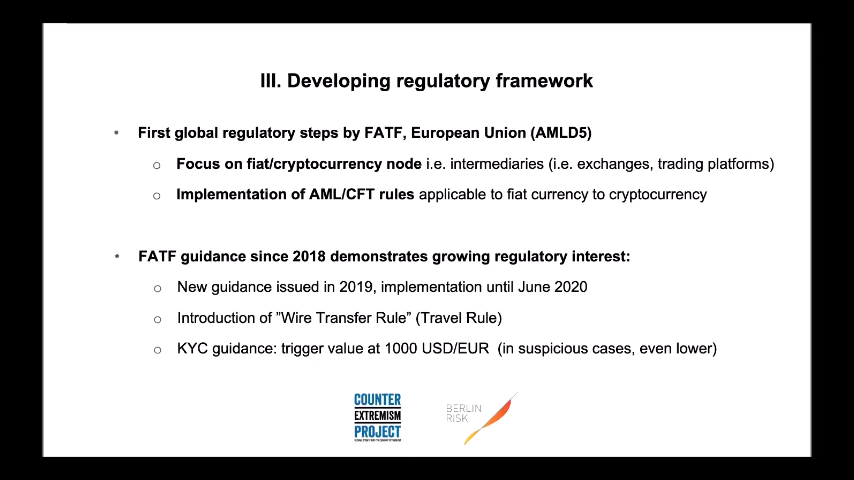 III. Developing regulatory framework
• First global regulatory steps by FATF, European Union (AMLD5)
o Focus on fiat/cryptocurrency node i.e. intermediaries (i.e. exchanges, trading platforms)
o Implementation of AML/CFT rules applicable to fiat currency to cryptocurrency
• FATF guidance since 2018 demonstrates growing regulatory interest:
o New guidance issued in 2019, implementation until June 2020
o Introduction of ”Wire Transfer Rule” (Travel Rule)
o KYC guidance: trigger value at 1000 USD/EUR (in suspicious cases, even lower)
COUNTER
EXTREMISM
PROJECT
BERLIN
RISK